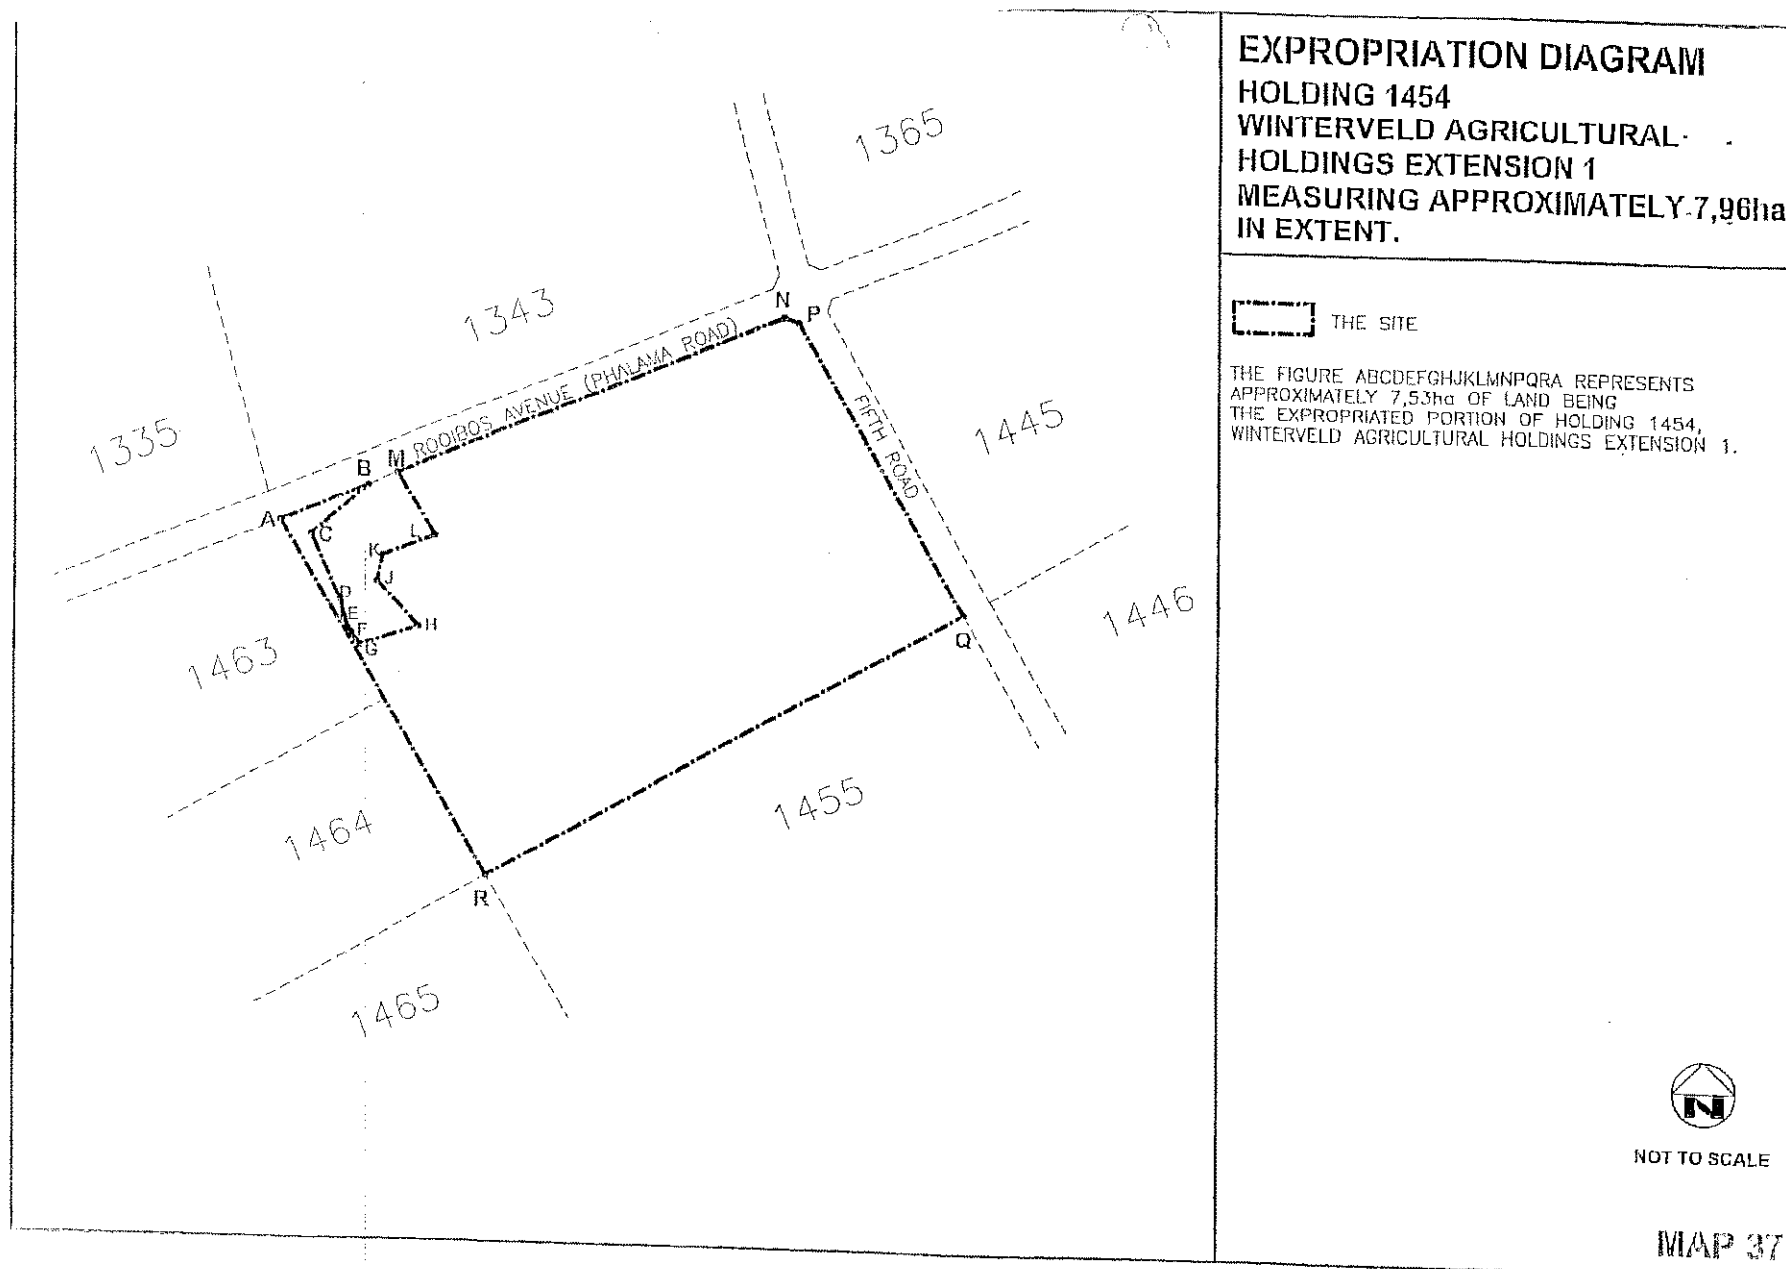 EXPROPRIATION DIAGRAM
HOLDING 1454
WINTERVELD AGRICULTURAL
HOLDINGS EXTENSION 1
MEASURING APPROXIMATELY 7,96ha
IN EXTENT.
THE SITE
THE FIGURE ABCDEFGHJKLMNPQRA REPRESENTS
APPROXIMATELY 7,53ha OF LAND BEING
THE EXPROPRIATED PORTION OF HOLDING 1454,
WINTERVELD AGRICULTURAL HOLDINGS EXTENSION 1.
1365
1343
N
P
ROOIBOS AVENUE (PHALAMA ROAD)
1335
FIFTH ROAD
1445
B
M
A
C
L
K
J
D
E
F
G
H
1446
Q
1463
1464
1455
R
1465
N
NOT TO SCALE
MAP 37